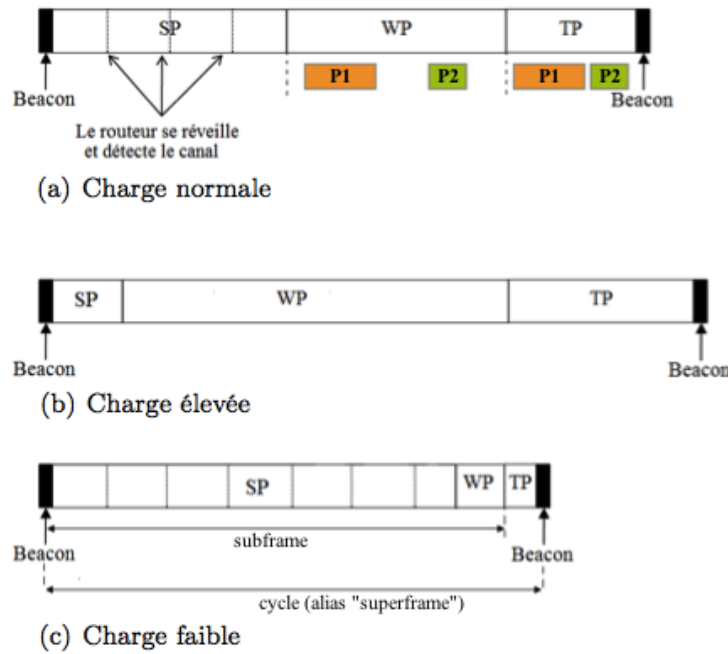 SP WP TP
P1 P2 P1 P2
Beacon Beacon
Le routeur se réveille
et détecte le canal
(a) Charge normale
SP WP TP
Beacon Beacon
(b) Charge élevée
SP WP TP
subframe
Beacon Beacon
cycle (alias "superframe")
(c) Charge faible